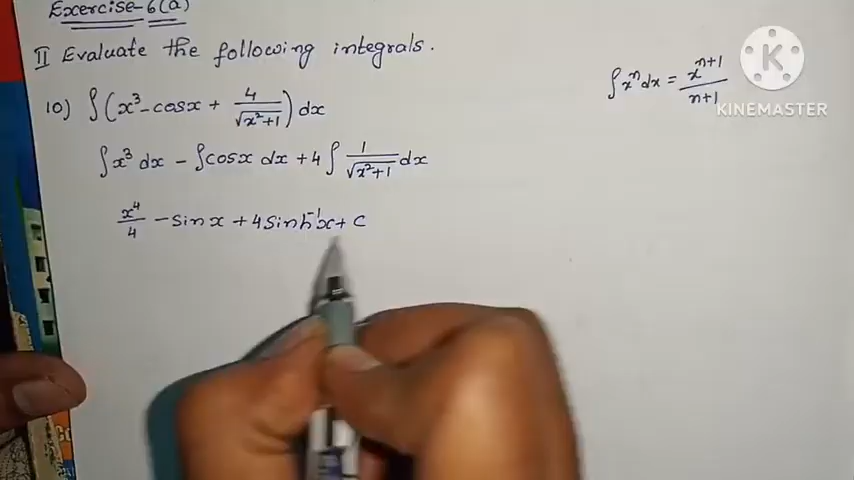 Excercise-6(a)
II Evaluate the following integrals.
∫xⁿdx = xⁿ⁺¹/n+1
10) ∫(x³-cosx + 4/√x²+1) dx
∫x³ dx - ∫cosx dx + 4∫ 1/√x²+1 dx
x⁴/4 - sinx + 4sinh⁻¹x + c
K
KINEMASTER